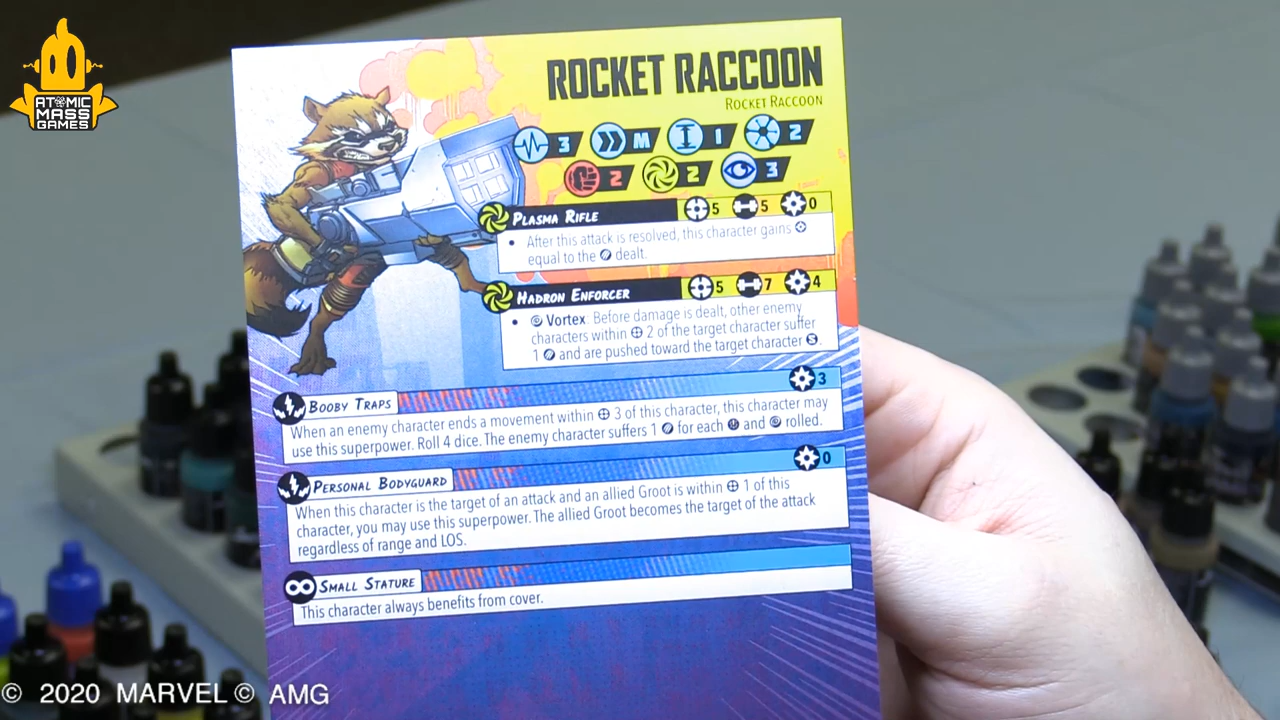 ATOMIC
MASS
GAMES
ROCKET RACCOON
ROCKET RACCOON
3 M 1 2
2 2 3
PLASMA RIFLE 5 5 0
• After this attack is resolved, this character gains
equal to the dealt.
HADRON ENFORCER 5 7 4
• Vortex: Before damage is dealt, other enemy
characters within 2 of the target character suffer
1 and are pushed toward the target character S.
BOOBY TRAPS 3
When an enemy character ends a movement within 3 of this character, this character may
use this superpower. Roll 4 dice. The enemy character suffers 1 for each and rolled.
PERSONAL BODYGUARD 0
When this character is the target of an attack and an allied Groot is within 1 of this
character, you may use this superpower. The allied Groot becomes the target of the attack
regardless of range and LOS.
SMALL STATURE
This character always benefits from cover.
© 2020 MARVEL © AMG